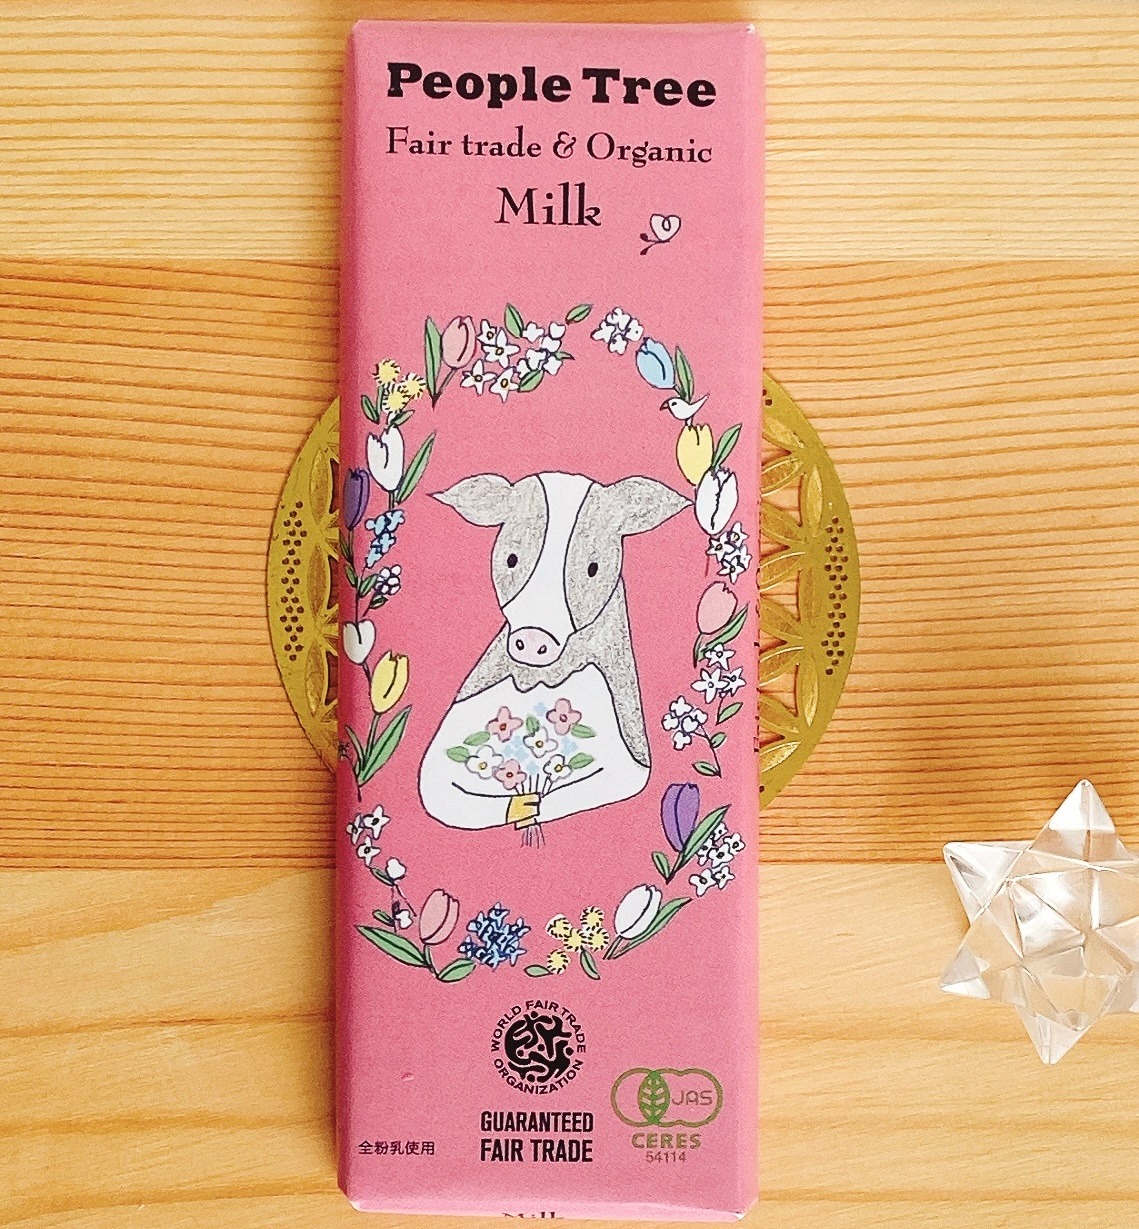 People Tree
Fair trade & Organic
Milk
WORLD FAIR TRADE
ORGANIZATION
GUARANTEED
FAIR TRADE
JAS
CERES
54114
全粉乳使用
Milk